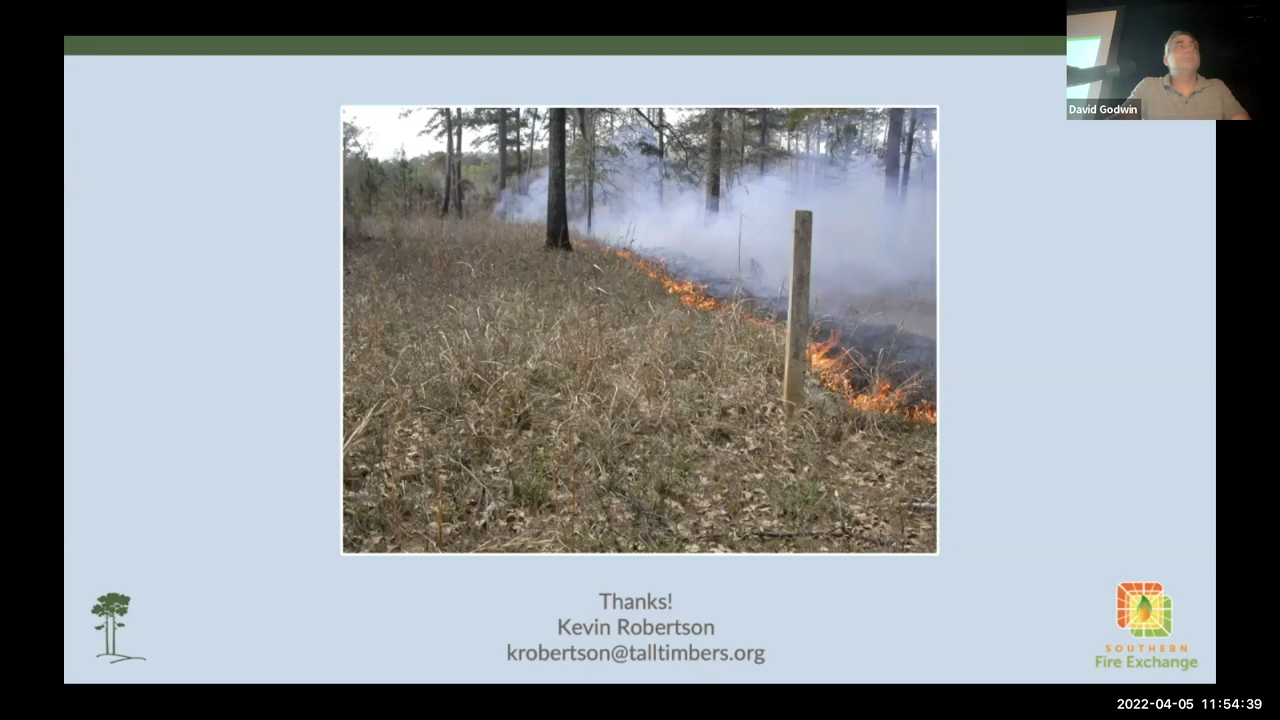 David Godwin
Thanks!
Kevin Robertson
krobertson@talltimbers.org
SOUTHERN
Fire Exchange
2022-04-05 11:54:39